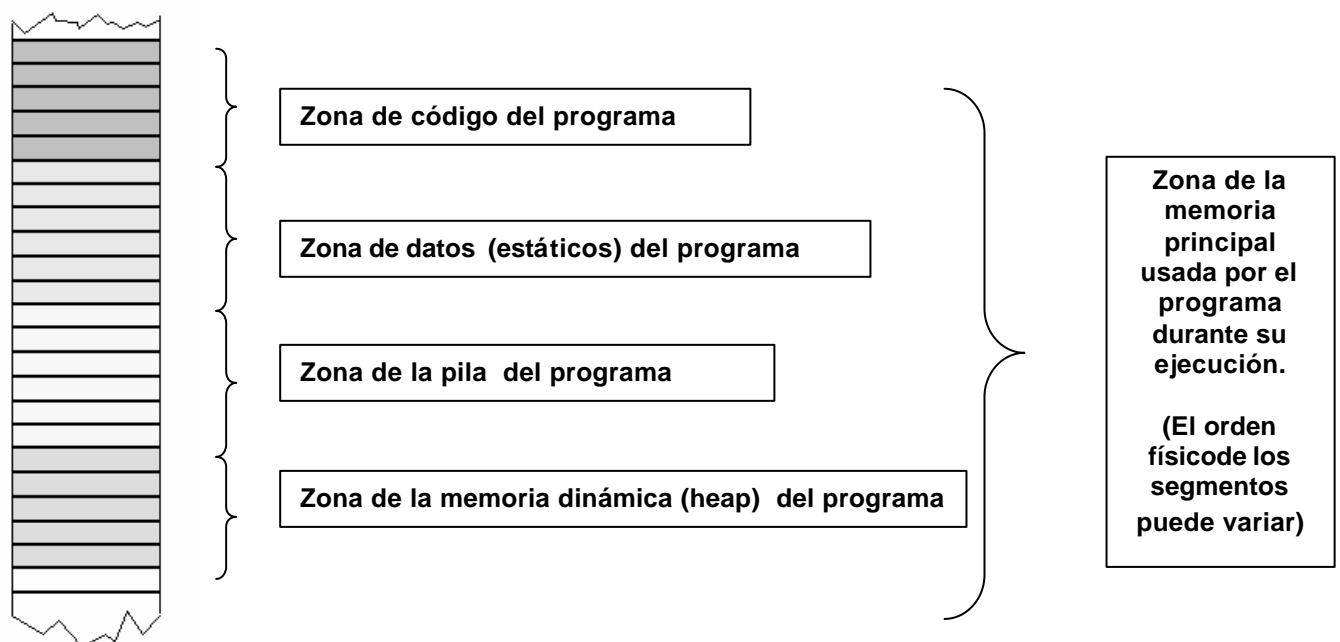 Zona de código del programa
Zona de datos (estáticos) del programa
Zona de la pila del programa
Zona de la memoria dinámica (heap) del programa
Zona de la
memoria
principal
usada por el
programa
durante su
ejecución.
(El orden
físicode los
segmentos
puede variar)